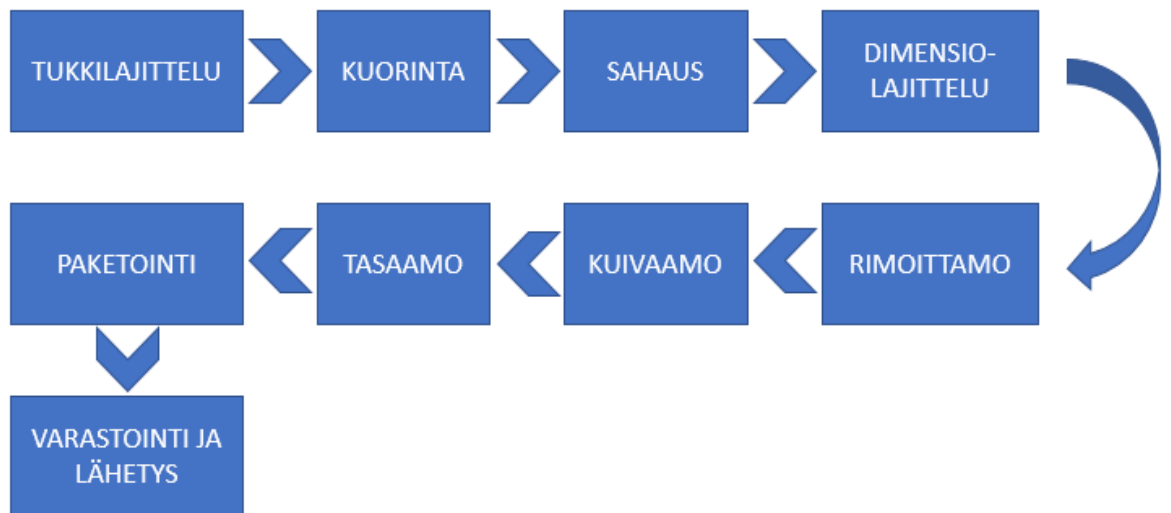 TUKKILAJITTELU
KUORINTA
SAHAUS
DIMENSIO-
LAJITTELU
RIMOITTAMO
KUIVAAMO
TASAAMO
PAKETOINTI
VARASTOINTI JA
LÄHETYS